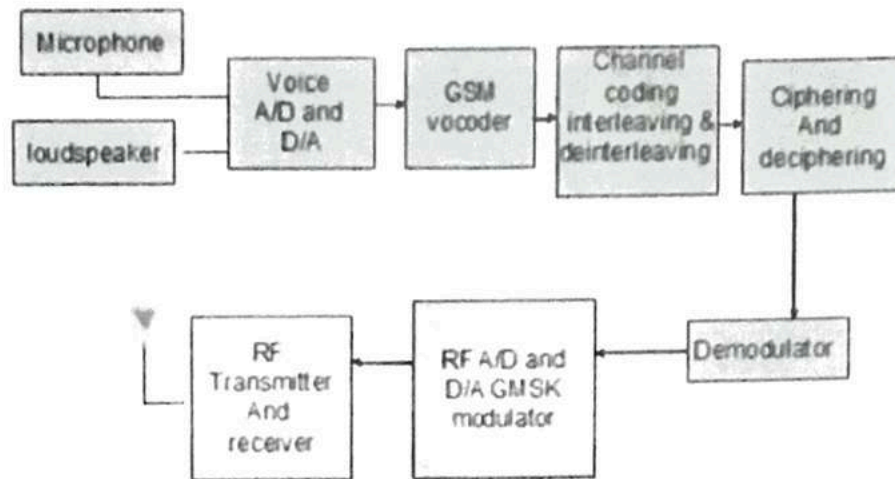 Microphone
loudspeaker
Voice
A/D and
D/A
GSM
vocoder
Channel
coding
interleaving &
deinterleaving
Ciphering
And
deciphering
Demodulator
RF A/D and
D/A GMSK
modulator
RF
Transmitter
And
receiver